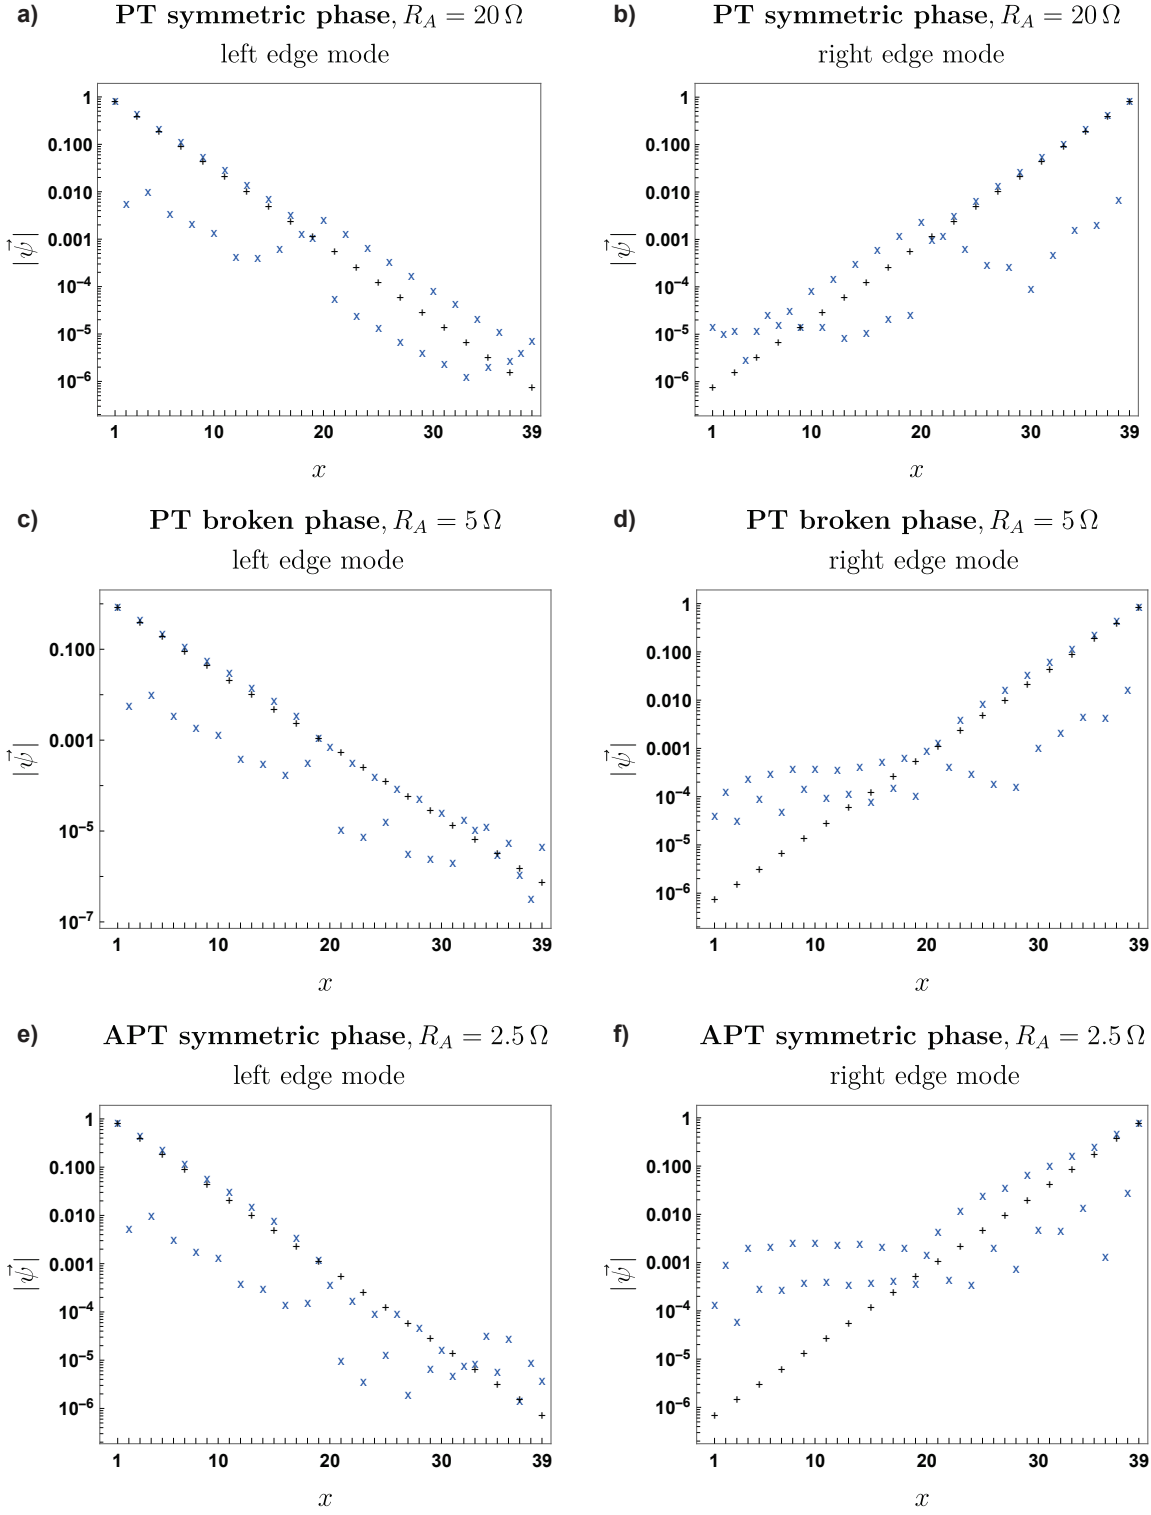 a) PT symmetric phase, R_A = 20 Ω
left edge mode
1
0.100
0.010
0.001
10⁻⁴
10⁻⁵
10⁻⁶
|ψ⃗|
1 10 20 30 39
x
b) PT symmetric phase, R_A = 20 Ω
right edge mode
1
0.100
0.010
0.001
10⁻⁴
10⁻⁵
10⁻⁶
|ψ⃗|
1 10 20 30 39
x
c) PT broken phase, R_A = 5 Ω
left edge mode
0.100
0.001
10⁻⁵
10⁻⁷
|ψ⃗|
1 10 20 30 39
x
d) PT broken phase, R_A = 5 Ω
right edge mode
1
0.100
0.010
0.001
10⁻⁴
10⁻⁵
10⁻⁶
|ψ⃗|
1 10 20 30 39
x
e) APT symmetric phase, R_A = 2.5 Ω
left edge mode
1
0.100
0.010
0.001
10⁻⁴
10⁻⁵
10⁻⁶
|ψ⃗|
1 10 20 30 39
x
f) APT symmetric phase, R_A = 2.5 Ω
right edge mode
1
0.100
0.010
0.001
10⁻⁴
10⁻⁵
10⁻⁶
|ψ⃗|
1 10 20 30 39
x